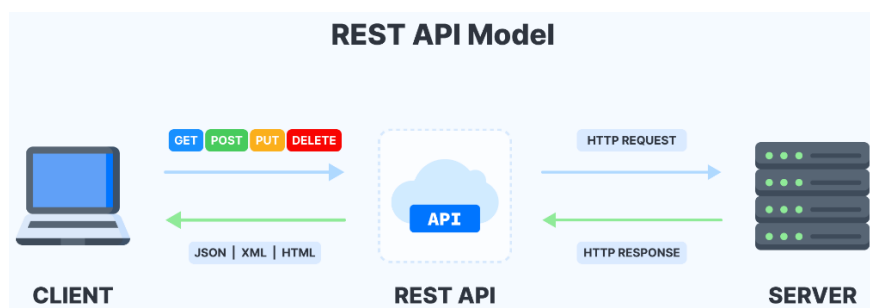 REST API Model
GET POST PUT DELETE
HTTP REQUEST
API
JSON | XML | HTML
HTTP RESPONSE
CLIENT
REST API
SERVER